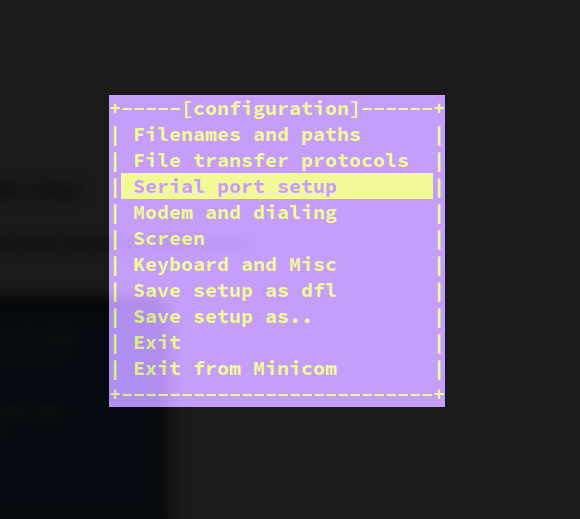 +-----[configuration]------+
| Filenames and paths      |
| File transfer protocols  |
| Serial port setup        |
| Modem and dialing        |
| Screen                   |
| Keyboard and Misc        |
| Save setup as dfl        |
| Save setup as..          |
| Exit                     |
| Exit from Minicom        |
+--------------------------+